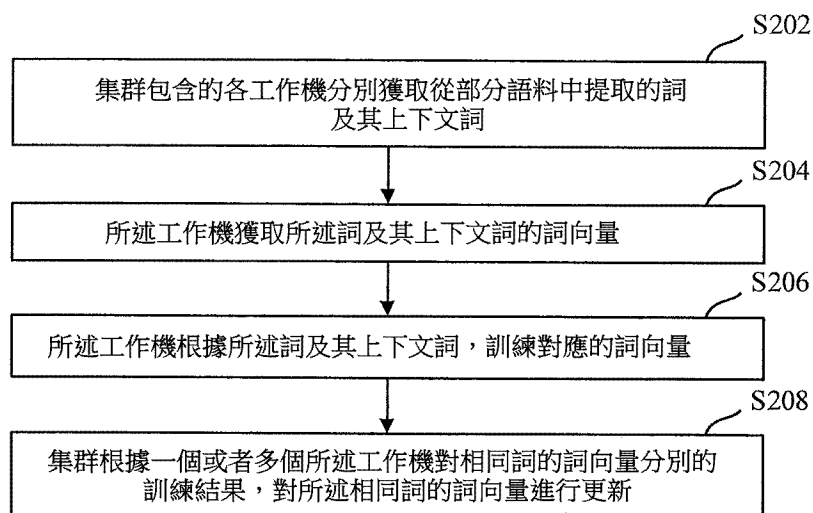 S202
集群包含的各工作機分別獲取從部分語料中提取的詞
及其上下文詞
S204
所述工作機獲取所述詞及其上下文詞的詞向量
S206
所述工作機根據所述詞及其上下文詞，訓練對應的詞向量
S208
集群根據一個或者多個所述工作機對相同詞的詞向量分別的
訓練結果，對所述相同詞的詞向量進行更新